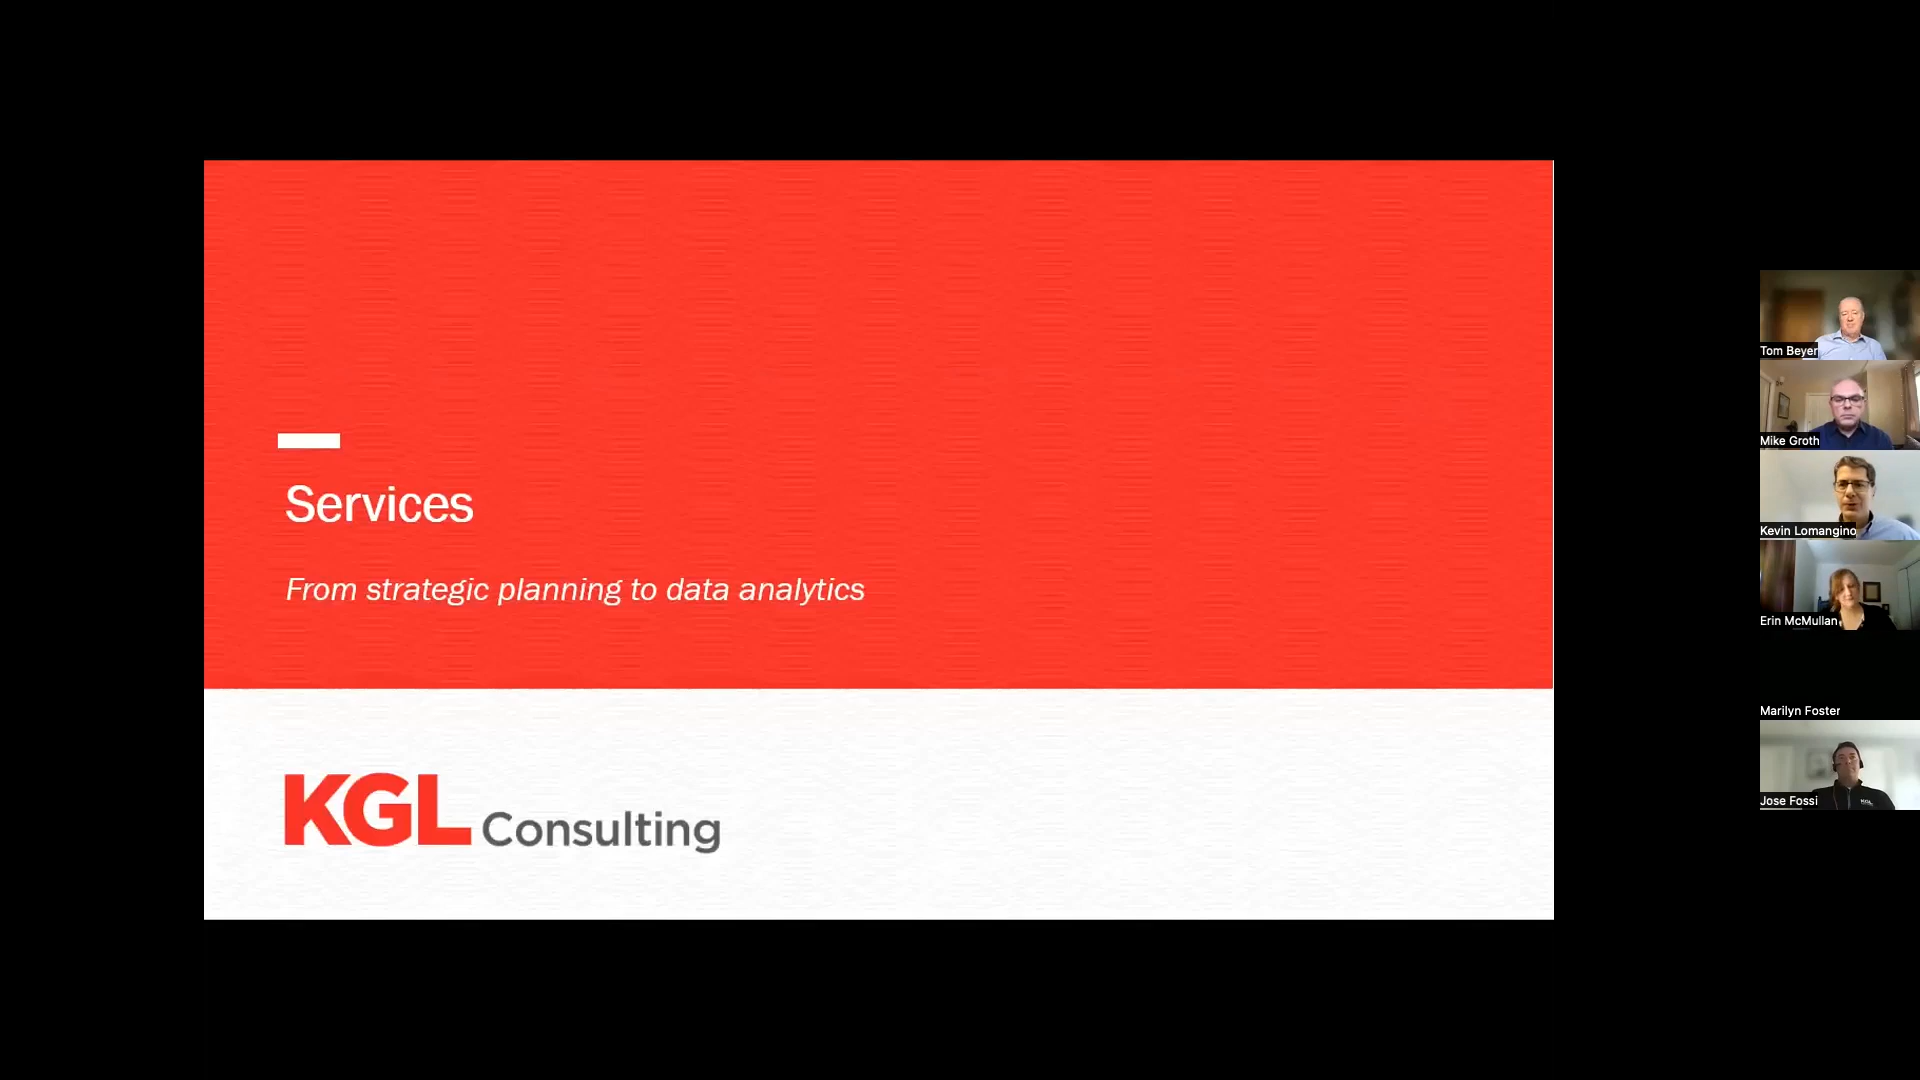 Services
From strategic planning to data analytics
KGL Consulting
Tom Beyer
Mike Groth
Kevin Lomangino
Erin McMullan
Marilyn Foster
Jose Fossi